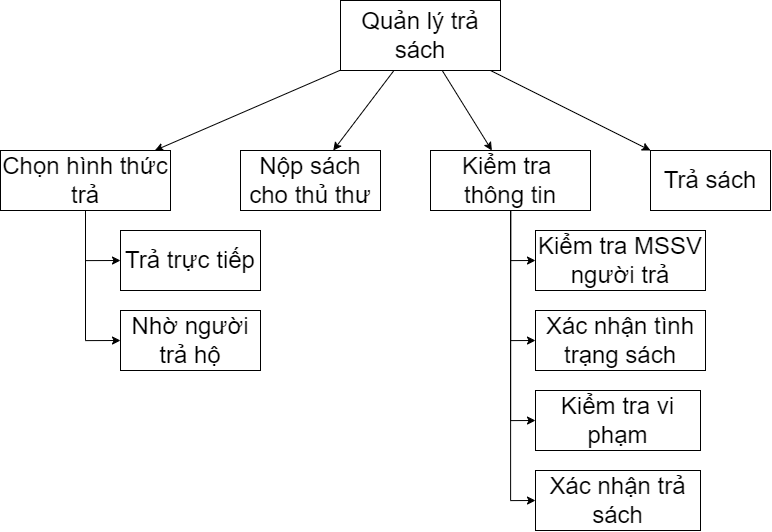 Quản lý trả
sách
Chọn hình thức
trả
Nộp sách
cho thủ thư
Kiểm tra
thông tin
Trả sách
Trả trực tiếp
Nhờ người
trả hộ
Kiểm tra MSSV
người trả
Xác nhận tình
trạng sách
Kiểm tra vi
phạm
Xác nhận trả
sách